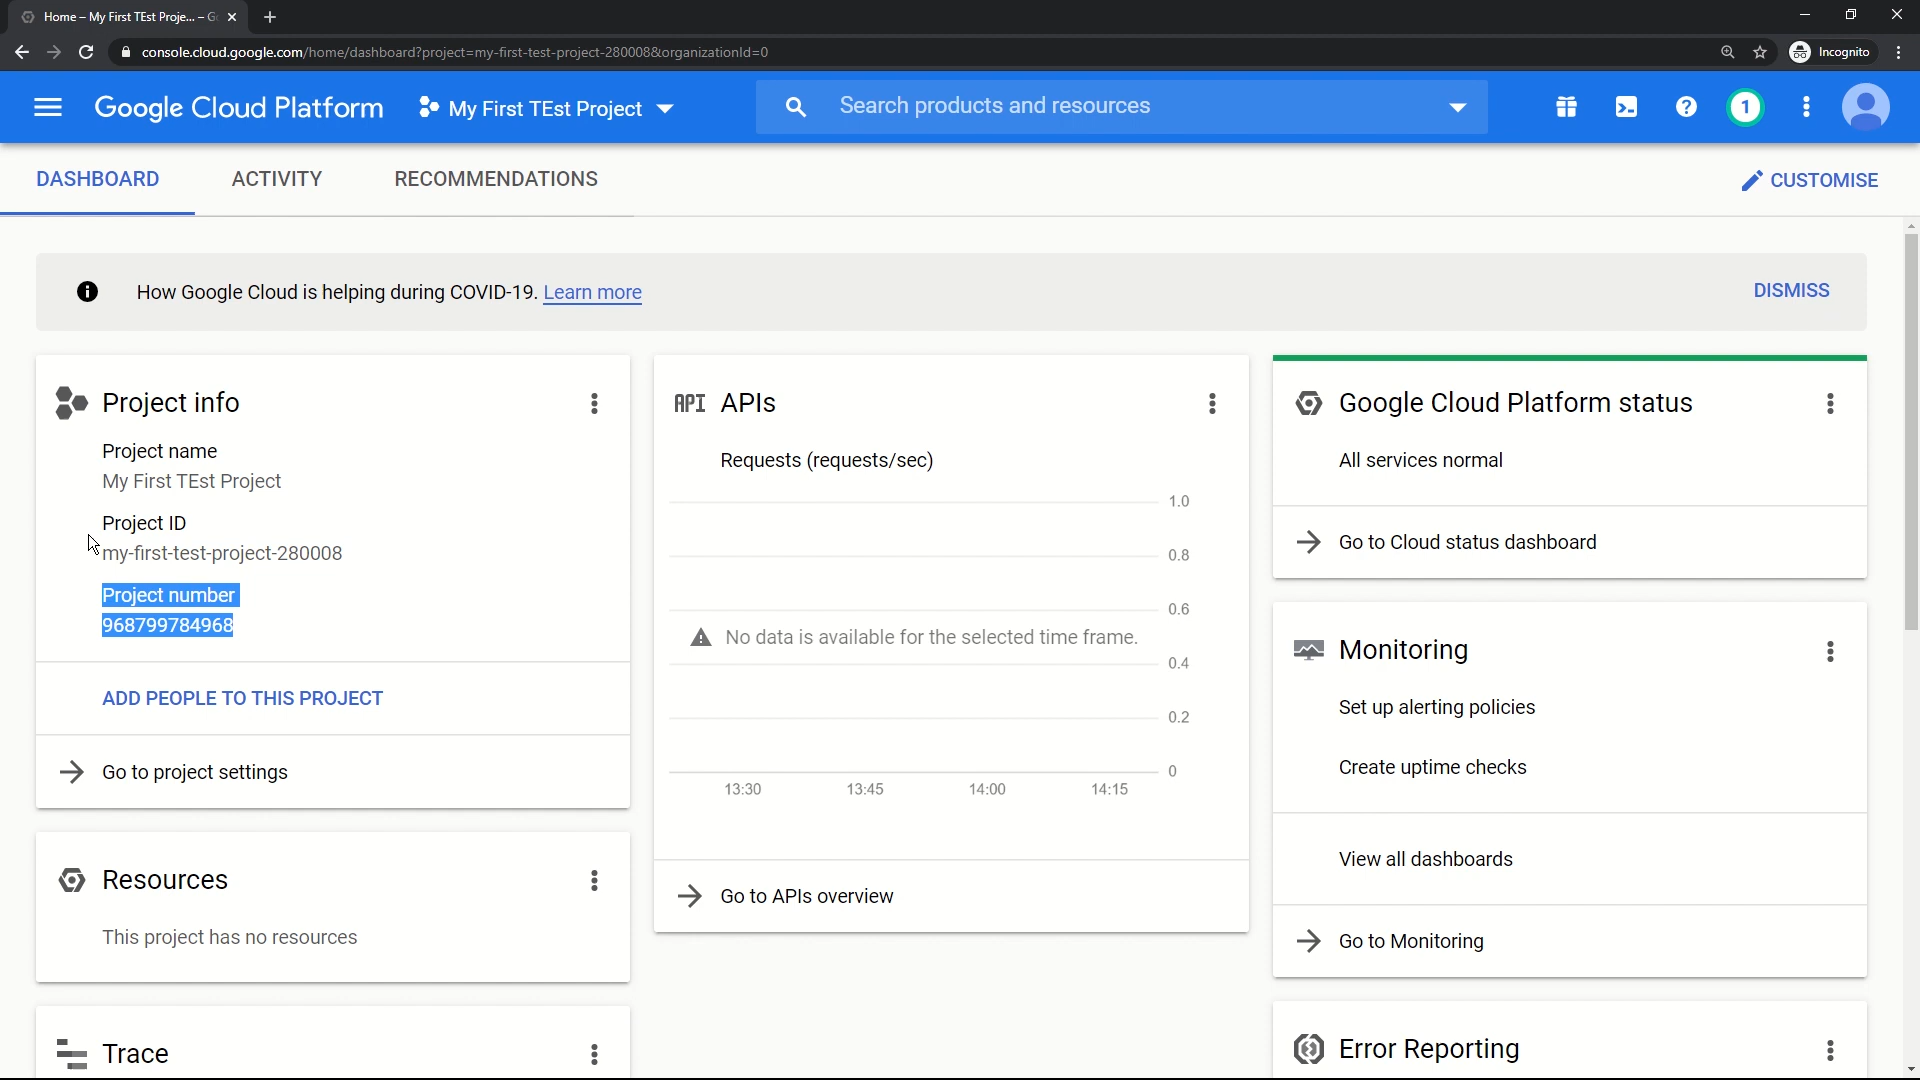 Home – My First TEst Proje... – G
console.cloud.google.com/home/dashboard?project=my-first-test-project-280008&organizationId=0
Incognito
Google Cloud Platform
My First TEst Project
Search products and resources
1
DASHBOARD
ACTIVITY
RECOMMENDATIONS
CUSTOMISE
How Google Cloud is helping during COVID-19. Learn more
DISMISS
Project info
Project name
My First TEst Project
Project ID
my-first-test-project-280008
Project number
968799784968
ADD PEOPLE TO THIS PROJECT
Go to project settings
Resources
This project has no resources
Trace
API APIs
Requests (requests/sec)
1.0
0.8
0.6
No data is available for the selected time frame.
0.4
0.2
0
13:30 13:45 14:00 14:15
Go to APIs overview
Google Cloud Platform status
All services normal
Go to Cloud status dashboard
Monitoring
Set up alerting policies
Create uptime checks
View all dashboards
Go to Monitoring
Error Reporting